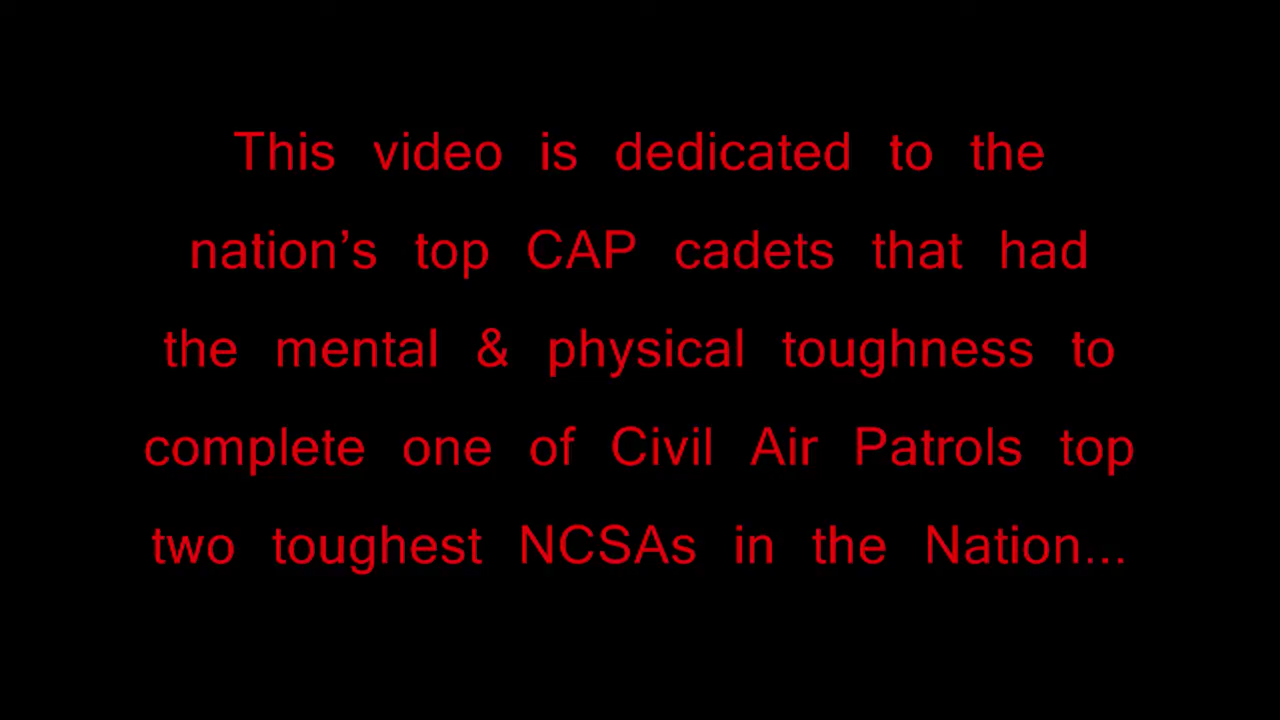 This video is dedicated to the
nation’s top CAP cadets that had
the mental & physical toughness to
complete one of Civil Air Patrols top
two toughest NCSAs in the Nation...